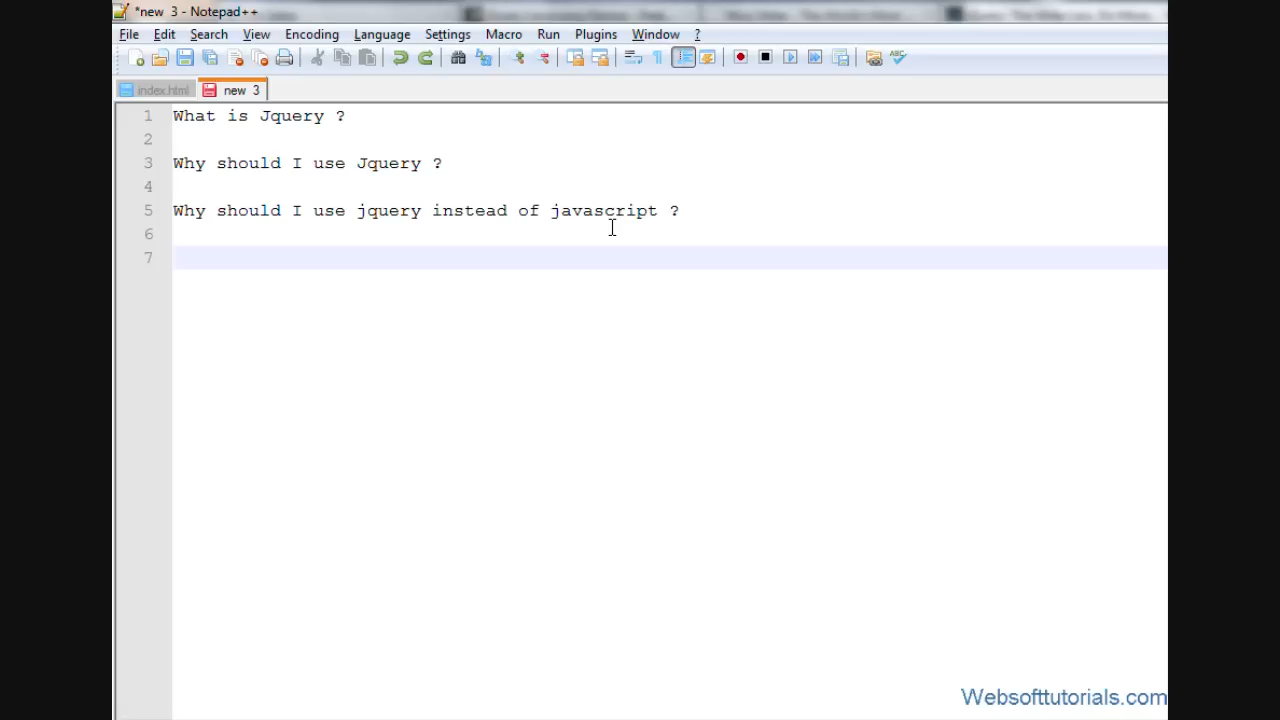 *new 3 - Notepad++
File Edit Search View Encoding Language Settings Macro Run Plugins Window ?
index.html new 3
1 What is Jquery ?
2
3 Why should I use Jquery ?
4
5 Why should I use jquery instead of javascript ?
6
7
Websofttutorials.com